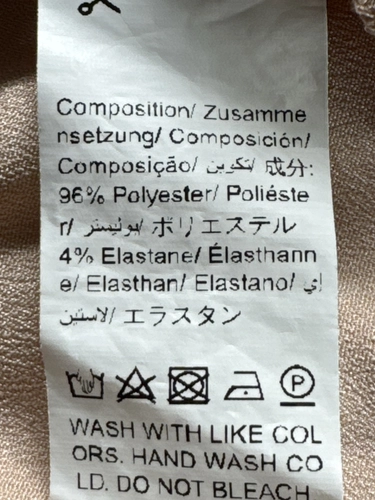 Composition/ Zusamme
nsetzung/ Composición/
Composição/ تكوين/ 成分:
96% Polyester/ Polieste
r/ بوليستر/ ポリエステル
4% Elastane/ Élasthann
e/ Elasthan/ Elastano/ إي
لاستين/ エラスタン
P
WASH WITH LIKE COL
ORS. HAND WASH CO
LD. DO NOT BLEACH